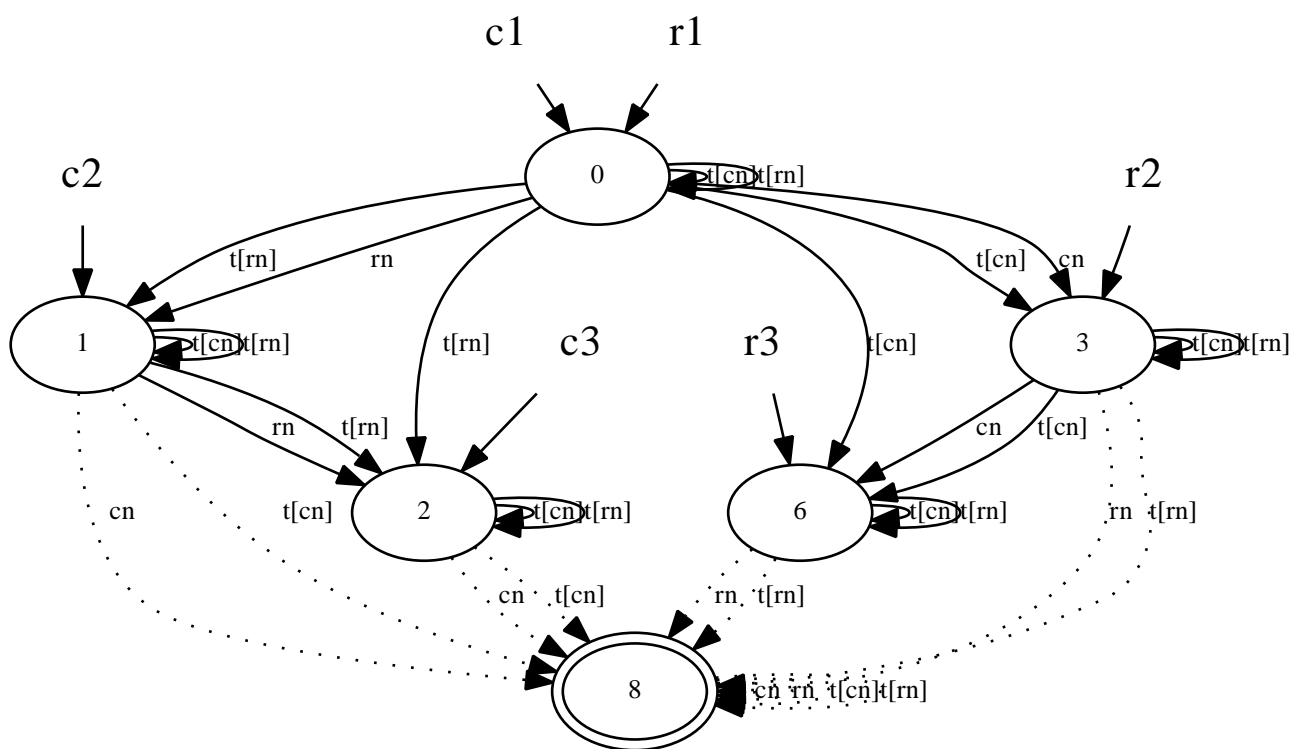 c1 r1
c2 0 t[cn] t[rn] r2
t[rn] rn t[cn] cn
1 t[cn] t[rn] t[rn] c3 r3 t[cn] 3 t[cn] t[rn]
rn t[rn] cn t[cn]
cn t[cn] 2 t[cn] t[rn] 6 t[cn] t[rn] rn t[rn]
cn t[cn] rn t[rn]
8 cn rn t[cn] t[rn]